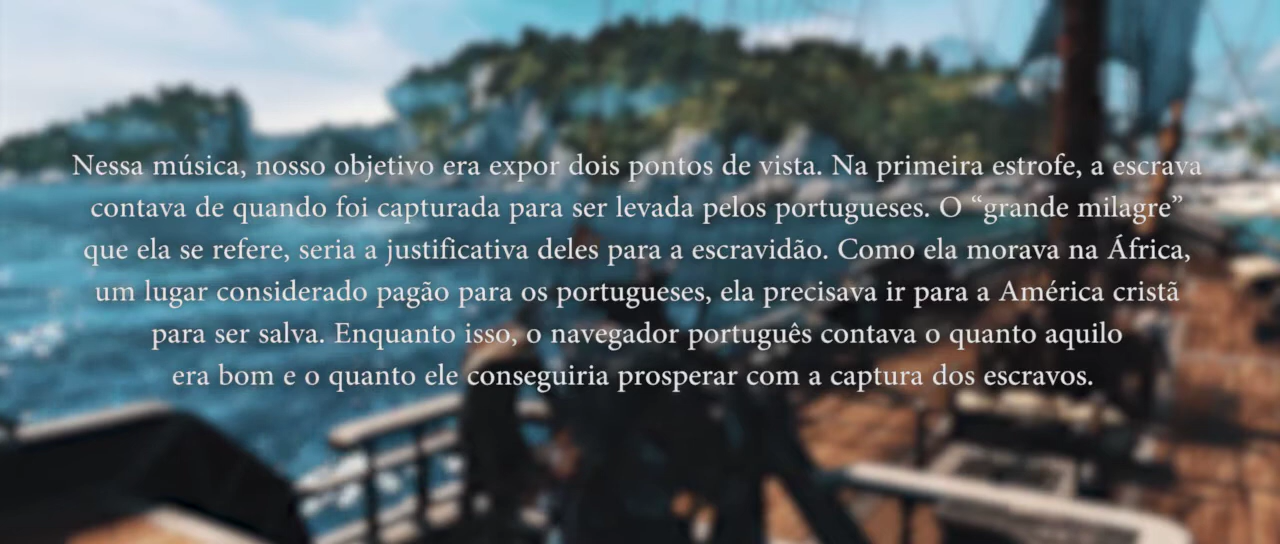 Nessa música, nosso objetivo era expor dois pontos de vista. Na primeira estrofe, a escrava
contava de quando foi capturada para ser levada pelos portugueses. O “grande milagre”
que ela se refere, seria a justificativa deles para a escravidão. Como ela morava na África,
um lugar considerado pagão para os portugueses, ela precisava ir para a América cristã
para ser salva. Enquanto isso, o navegador português contava o quanto aquilo
era bom e o quanto ele conseguiria prosperar com a captura dos escravos.